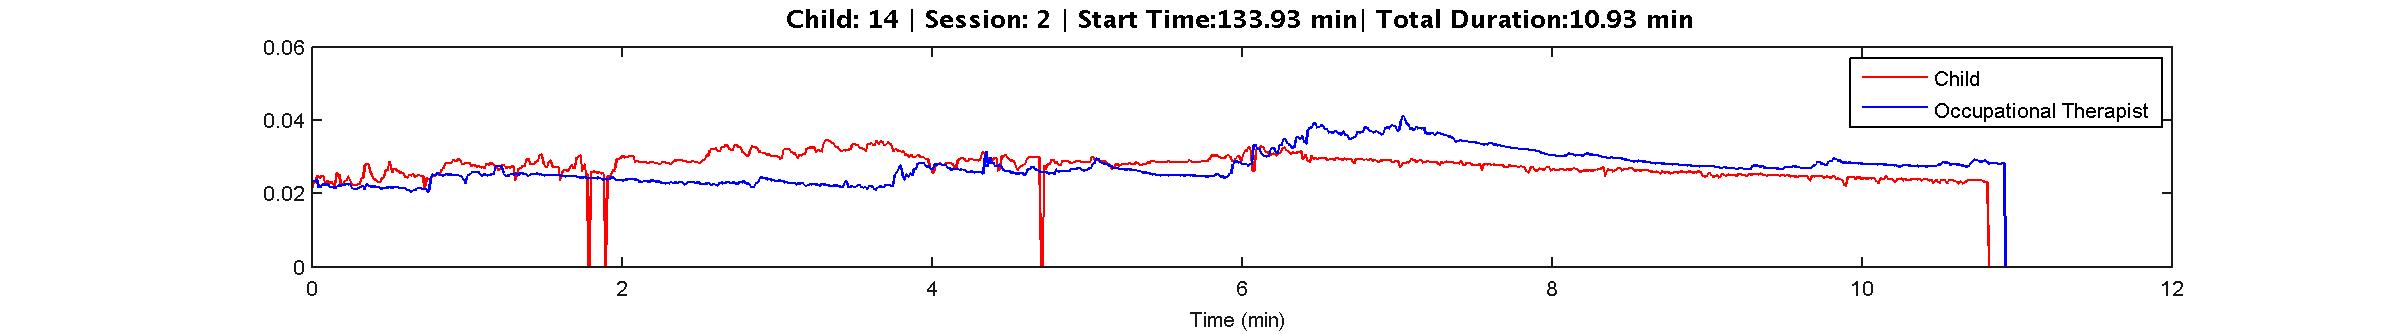 Child: 14 | Session: 2 | Start Time:133.93 min| Total Duration:10.93 min
0.06
0.04
0.02
0
Child
Occupational Therapist
0 2 4 6 8 10 12
Time (min)